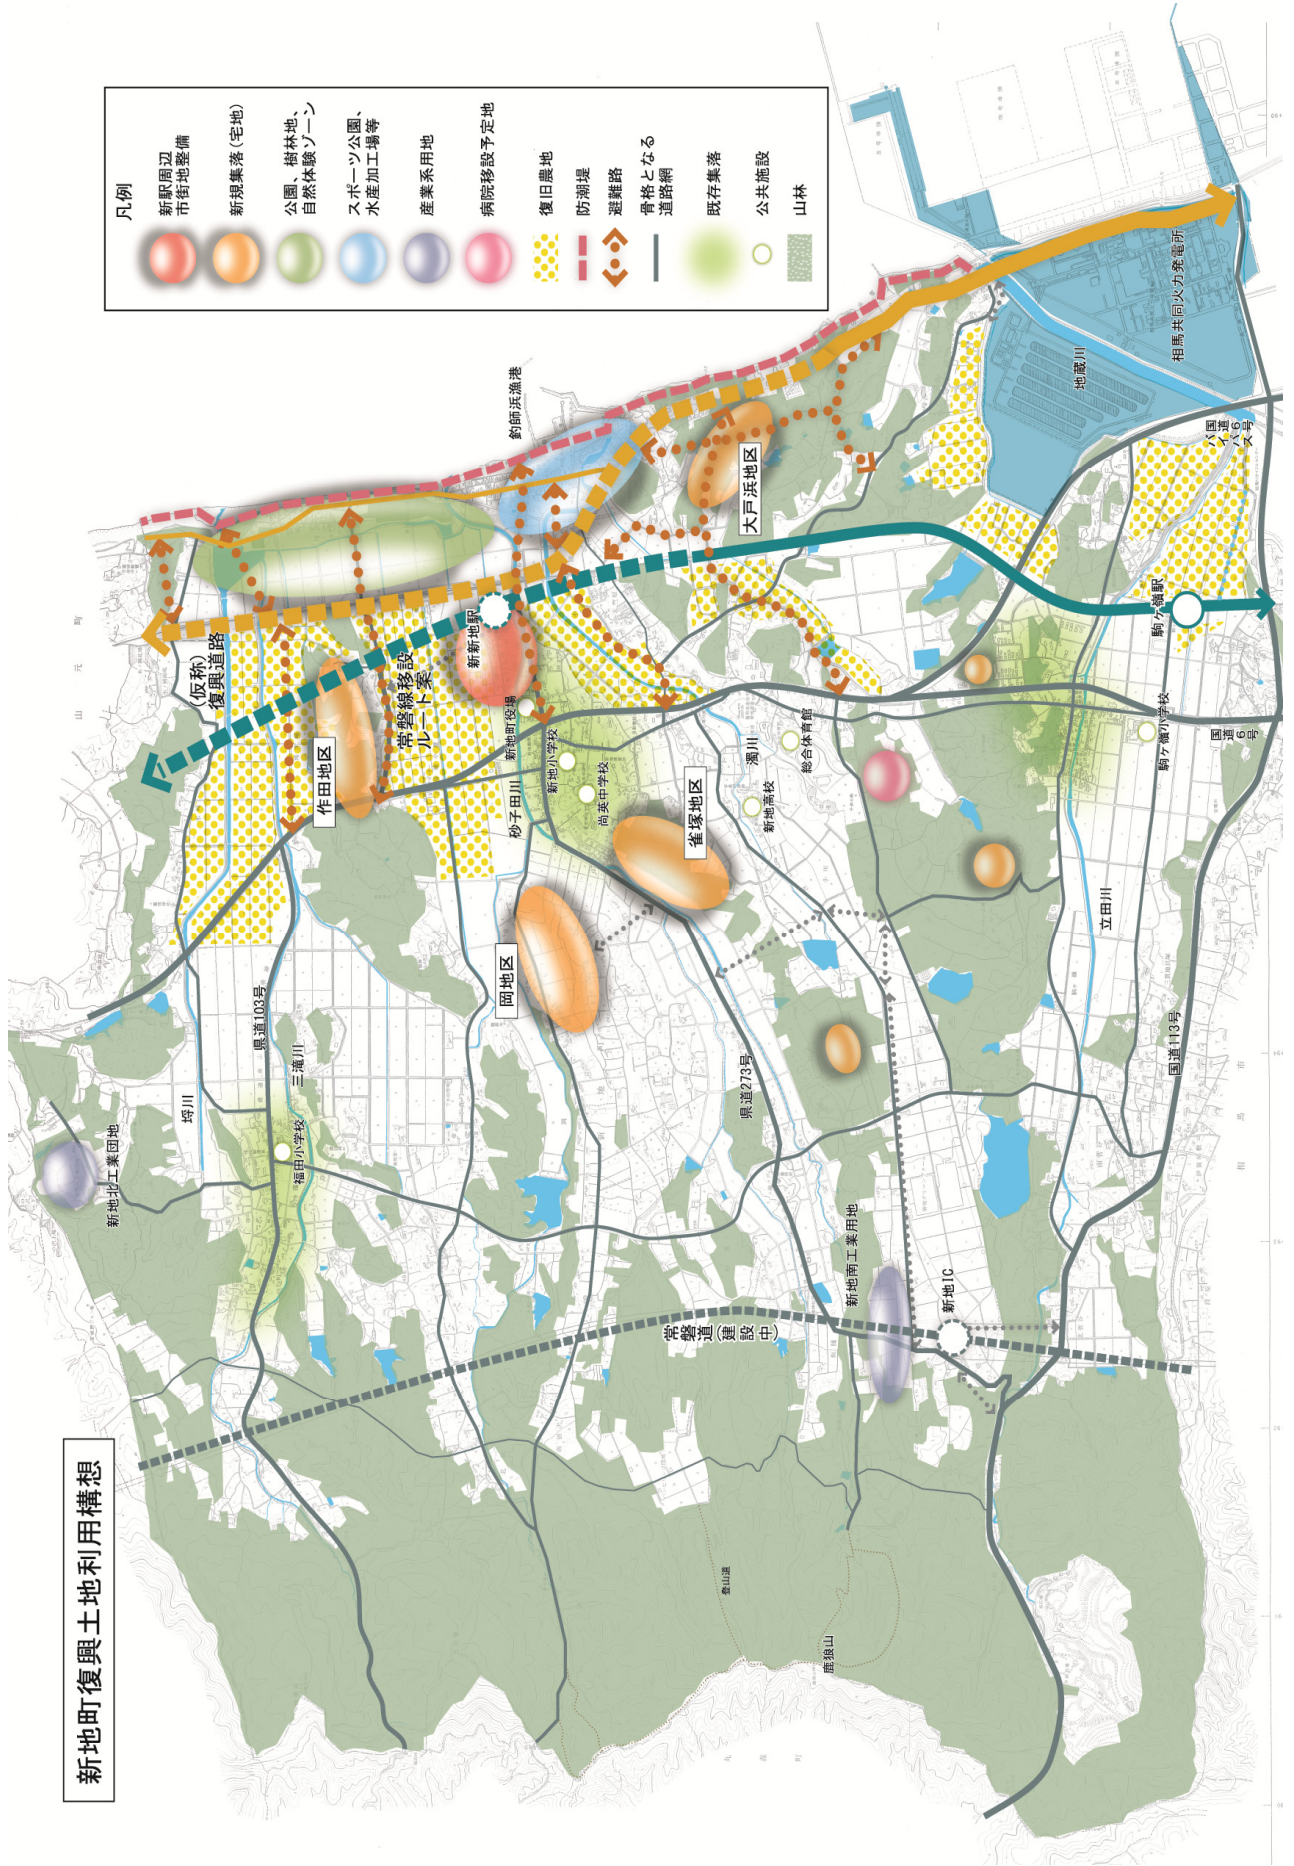 新地町復興土地利用構想
凡例
新駅周辺
市街地整備
新規集落(宅地)
公園、樹林地、
自然体験ゾーン
スポーツ公園、
水産加工場等
産業系用地
病院移設予定地
復旧農地
防潮堤
避難路
骨格となる
道路網
既存集落
公共施設
山林
釣師浜漁港
大戸浜地区
地蔵川
相馬共同火力発電所
国道6号
バイパス
(仮称)
復興道路
常磐線移設
ルート案
新新地駅
駒ケ嶺駅
作田地区
新地町役場
砂子田川
新地小学校
尚英中学校
雀塚地区
濁川
新地高校
総合体育館
駒ケ嶺小学校
国道6号
岡地区
県道103号
三滝川
埓川
福田小学校
新地北工業団地
県道273号
立田川
国道113号
新地南工業用地
新地IC
常磐道(建設中)
登山道
鹿狼山
山元町
相馬市
丸森町